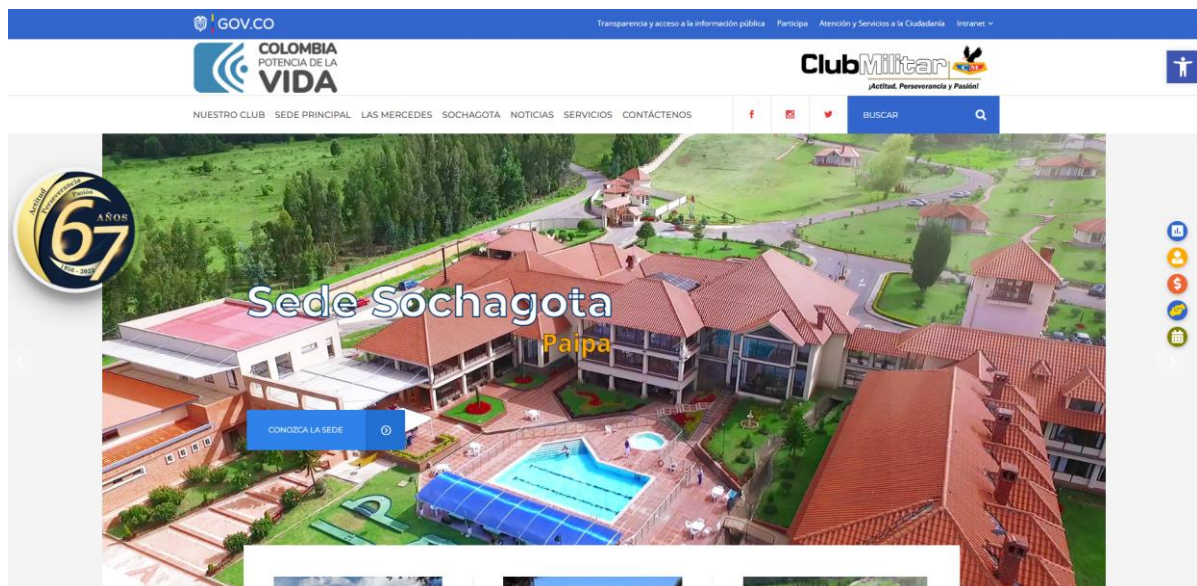 GOV.CO
Transparencia y acceso a la información pública Participa Atención y Servicios a la Ciudadanía Intranet
COLOMBIA
POTENCIA DE LA
VIDA
ClubMilitar
CM
¡Actitud, Perseverancia y Pasión!
NUESTRO CLUB SEDE PRINCIPAL LAS MERCEDES SOCHAGOTA NOTICIAS SERVICIOS CONTÁCTENOS
BUSCAR
Actitud Perseverancia Pasión
67 AÑOS
Sede Sochagota
Paipa
CONOZCA LA SEDE